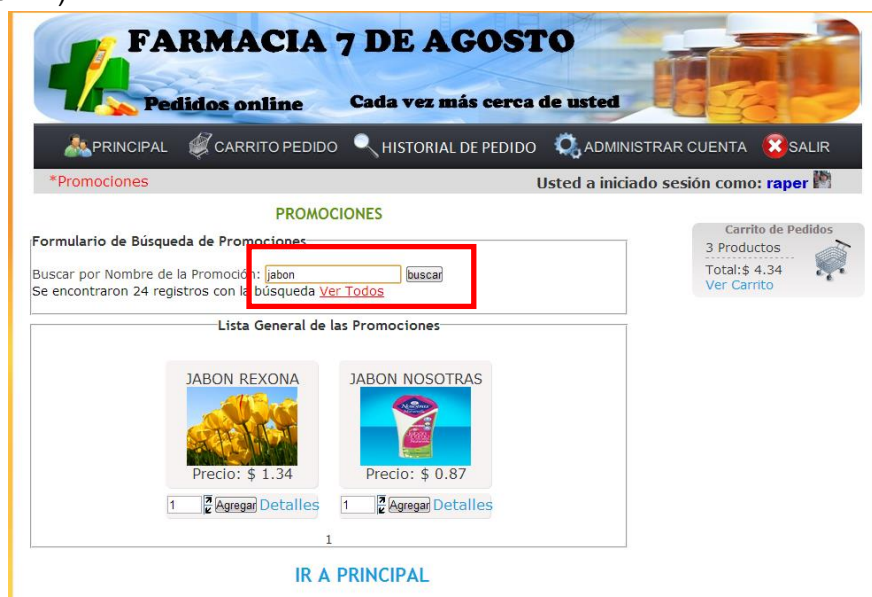 FARMACIA 7 DE AGOSTO
Pedidos online Cada vez más cerca de usted
PRINCIPAL CARRITO PEDIDO HISTORIAL DE PEDIDO ADMINISTRAR CUENTA SALIR
*Promociones Usted a iniciado sesión como: raper
PROMOCIONES
Formulario de Búsqueda de Promociones
Buscar por Nombre de la Promoción: jabon buscar
Se encontraron 24 registros con la búsqueda Ver Todos
Carrito de Pedidos
3 Productos
Total:$ 4.34
Ver Carrito
Lista General de las Promociones
JABON REXONA JABON NOSOTRAS
Nosotras
Precio: $ 1.34 Precio: $ 0.87
1 Agregar Detalles 1 Agregar Detalles
1
IR A PRINCIPAL